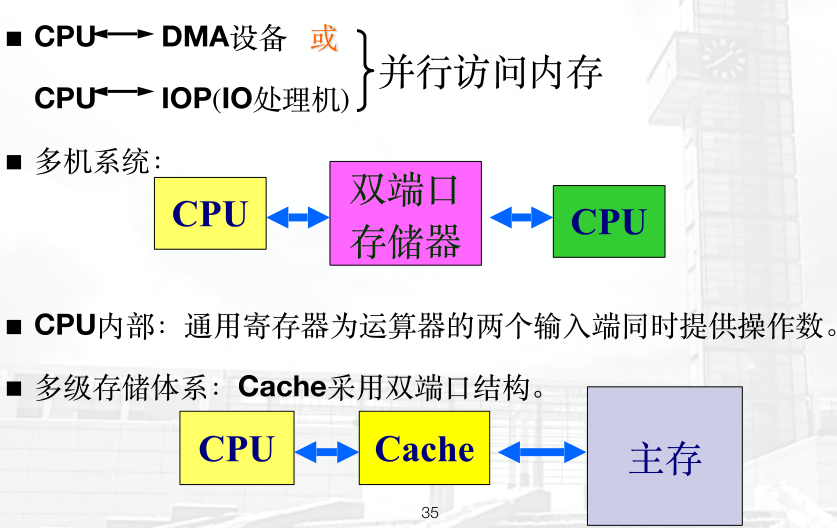 ■ CPU⟷DMA设备 或
CPU⟷IOP(IO处理机)
并行访问内存
■ 多机系统：
CPU
双端口
存储器
CPU
■ CPU内部：通用寄存器为运算器的两个输入端同时提供操作数。
■ 多级存储体系：Cache采用双端口结构。
CPU
Cache
主存
35